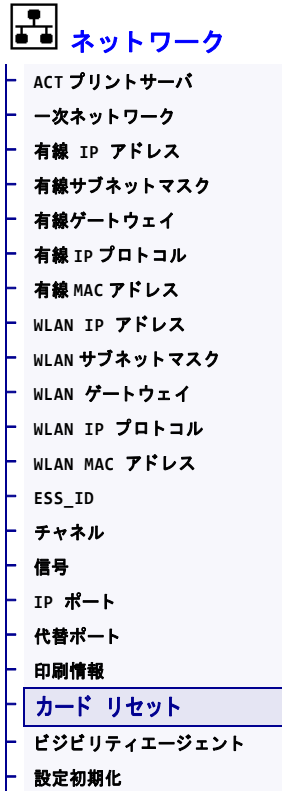 ネットワーク
ACT プリントサーバ
一次ネットワーク
有線 IP アドレス
有線サブネットマスク
有線ゲートウェイ
有線 IP プロトコル
有線 MAC アドレス
WLAN IP アドレス
WLAN サブネットマスク
WLAN ゲートウェイ
WLAN IP プロトコル
WLAN MAC アドレス
ESS_ID
チャネル
信号
IP ポート
代替ポート
印刷情報
カード リセット
ビジビリティエージェント
設定初期化